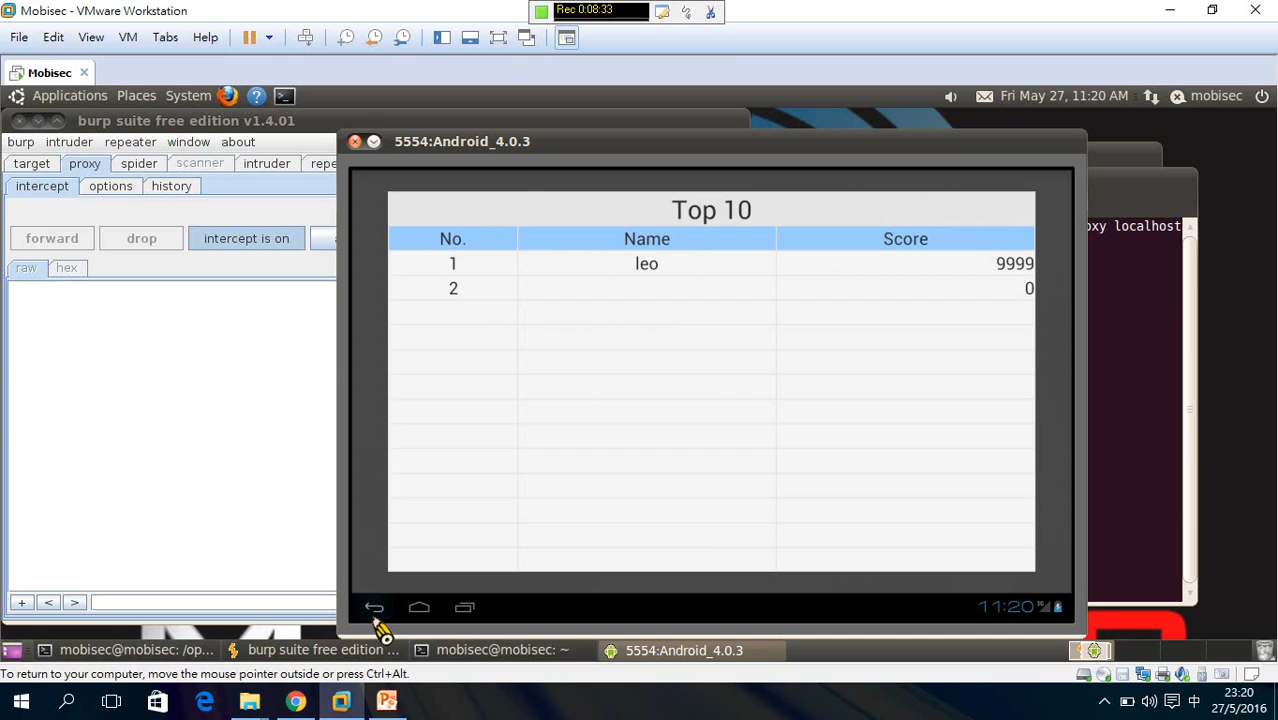 Mobisec - VMware Workstation
Rec 0:08:33
File Edit View VM Tabs Help
Mobisec
Applications Places System
Fri May 27, 11:20 AM
mobisec
burp suite free edition v1.4.01
burp intruder repeater window about
target proxy spider scanner intruder repe
intercept options history
forward drop intercept is on
raw hex
+ < >
5554:Android_4.0.3
Top 10
No. Name Score
1 leo 9999
2 0
oxy localhost
11:20 3G
mobisec@mobisec: /op... burp suite free edition ... mobisec@mobisec: ~ 5554:Android_4.0.3
To return to your computer, move the mouse pointer outside or press Ctrl+Alt.
23:20
27/5/2016